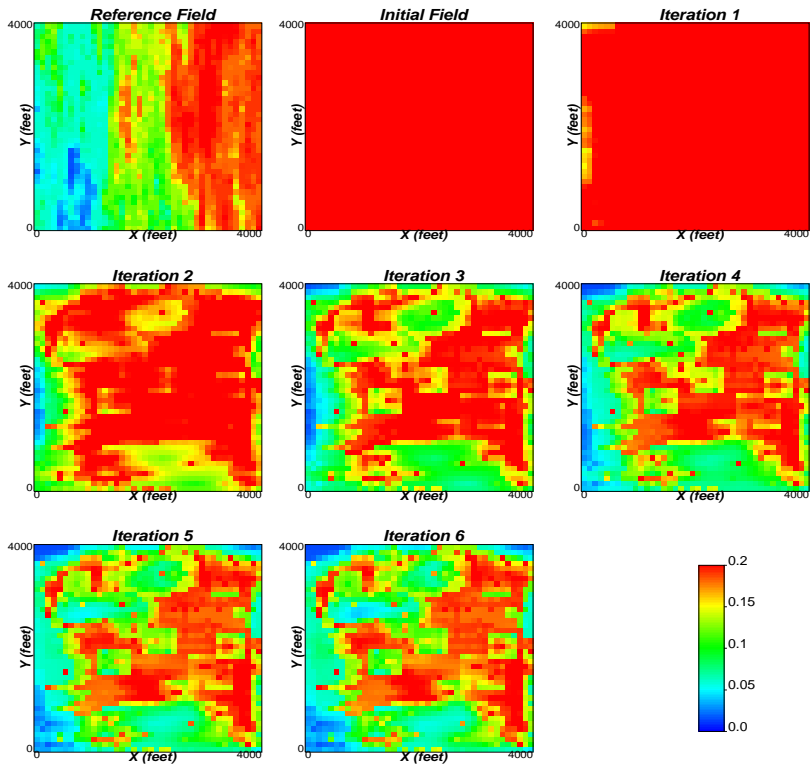 Reference Field
4000
Y (feet)
0
0
X (feet)
4000
Initial Field
4000
Y (feet)
0
0
X (feet)
4000
Iteration 1
4000
Y (feet)
0
0
X (feet)
4000
Iteration 2
4000
Y (feet)
0
0
X (feet)
4000
Iteration 3
4000
Y (feet)
0
0
X (feet)
4000
Iteration 4
4000
Y (feet)
0
0
X (feet)
4000
Iteration 5
4000
Y (feet)
0
0
X (feet)
4000
Iteration 6
4000
Y (feet)
0
0
X (feet)
4000
0.2
0.15
0.1
0.05
0.0